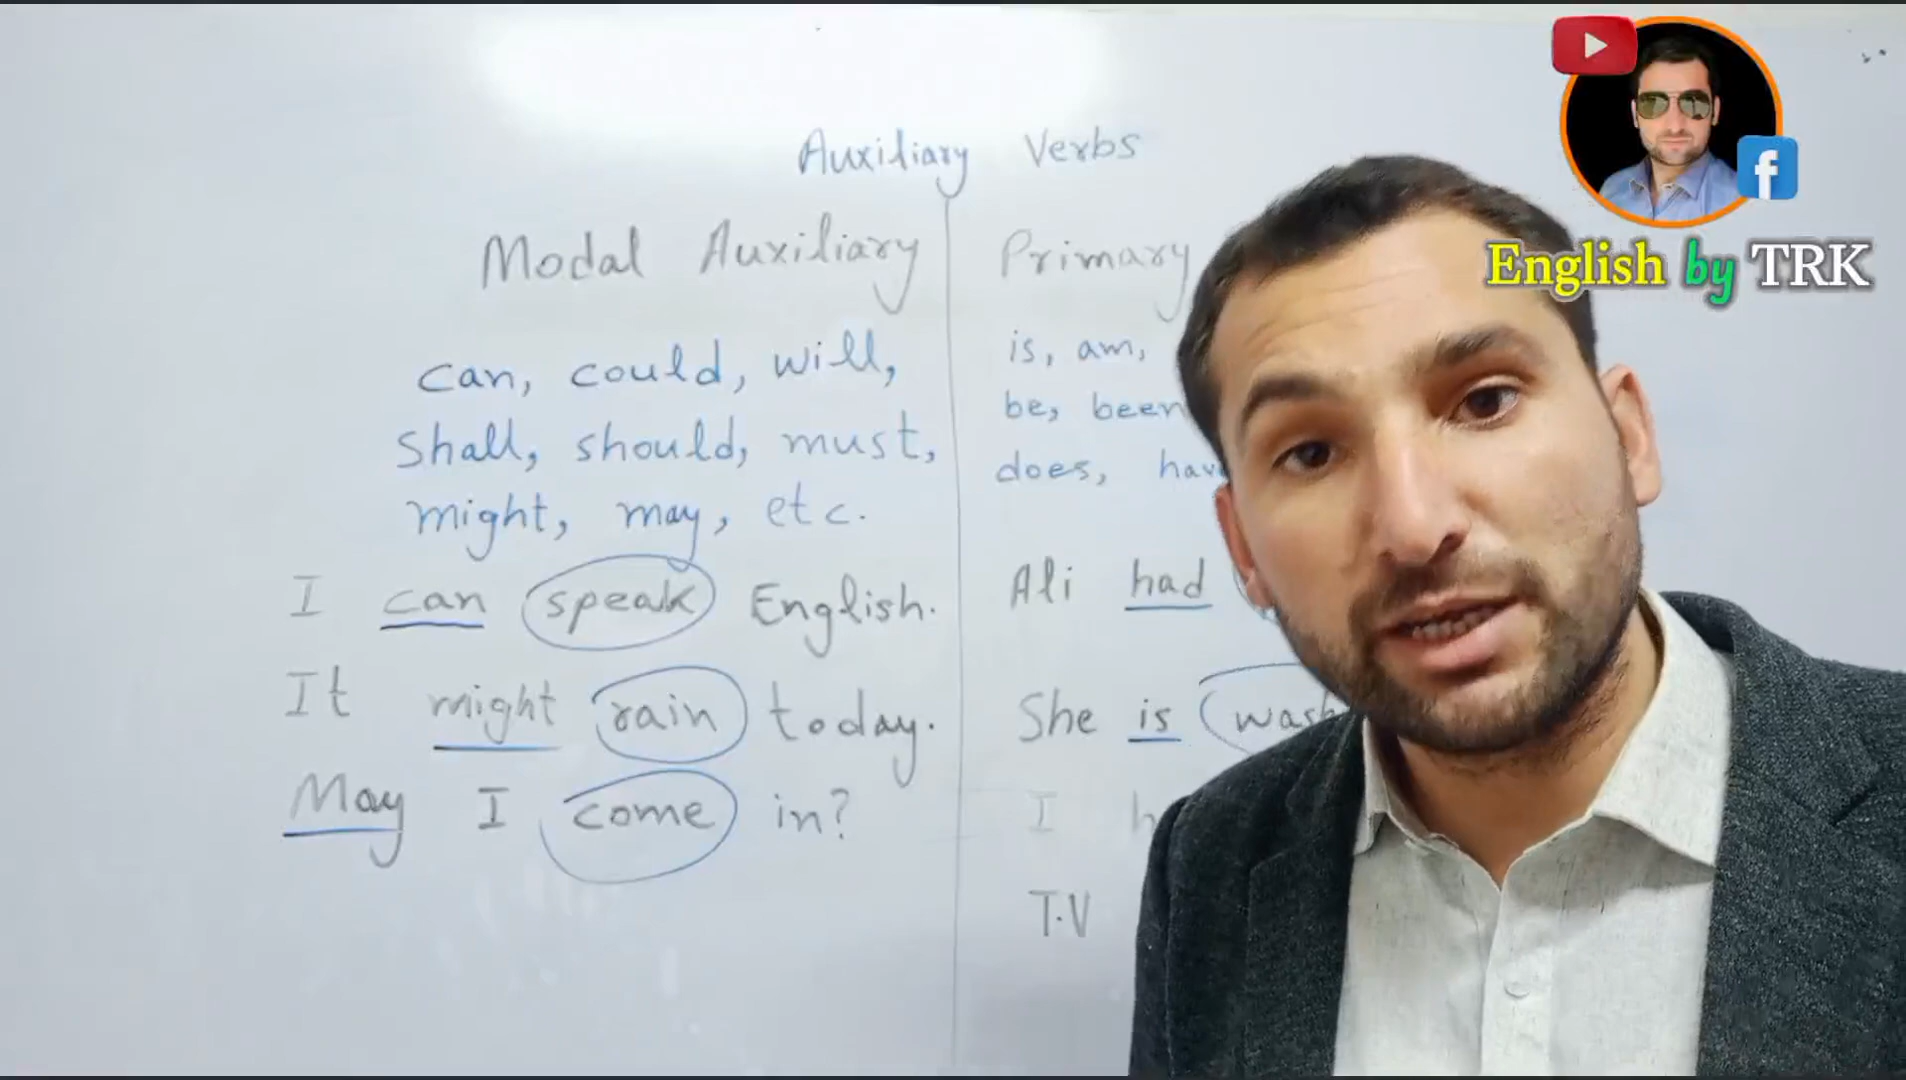 English by TRK
Auxiliary Verbs
Modal Auxiliary
can, could, will,
shall, should, must,
might, may, etc.
I can speak English.
It might rain today.
May I come in?
Primary
is, am,
be, been
does,
Ali had
She is
I
T.V